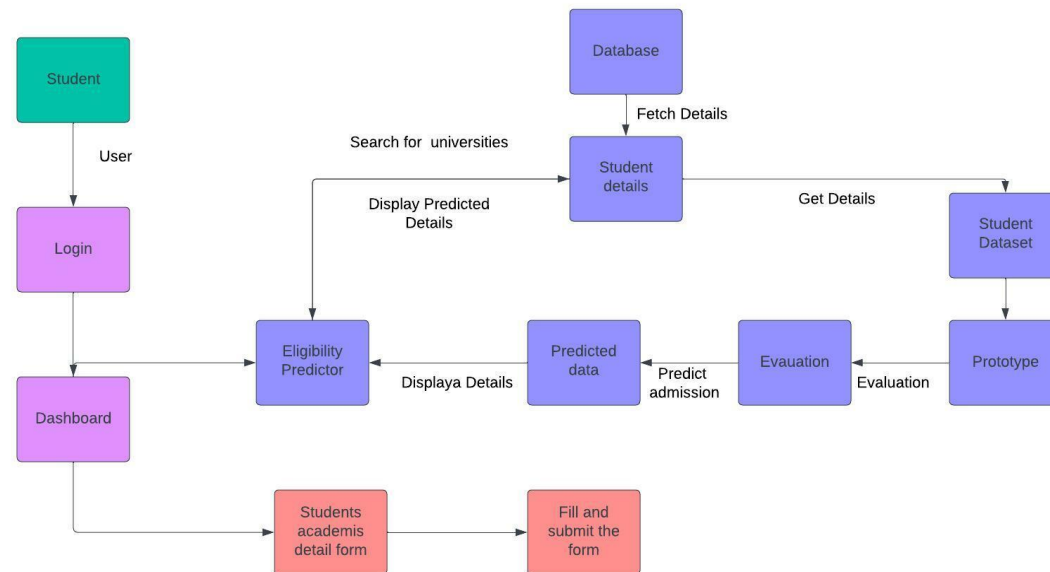 Database
Student
Fetch Details
Search for  universities
User
Student
details
Get Details
Display Predicted
Details
Student
Dataset
Login
Eligibility
Predictor
Predicted
data
Evauation
Prototype
Displaya Details
Predict
admission
Evaluation
Dashboard
Students
academis
detail form
Fill and
submit the
form